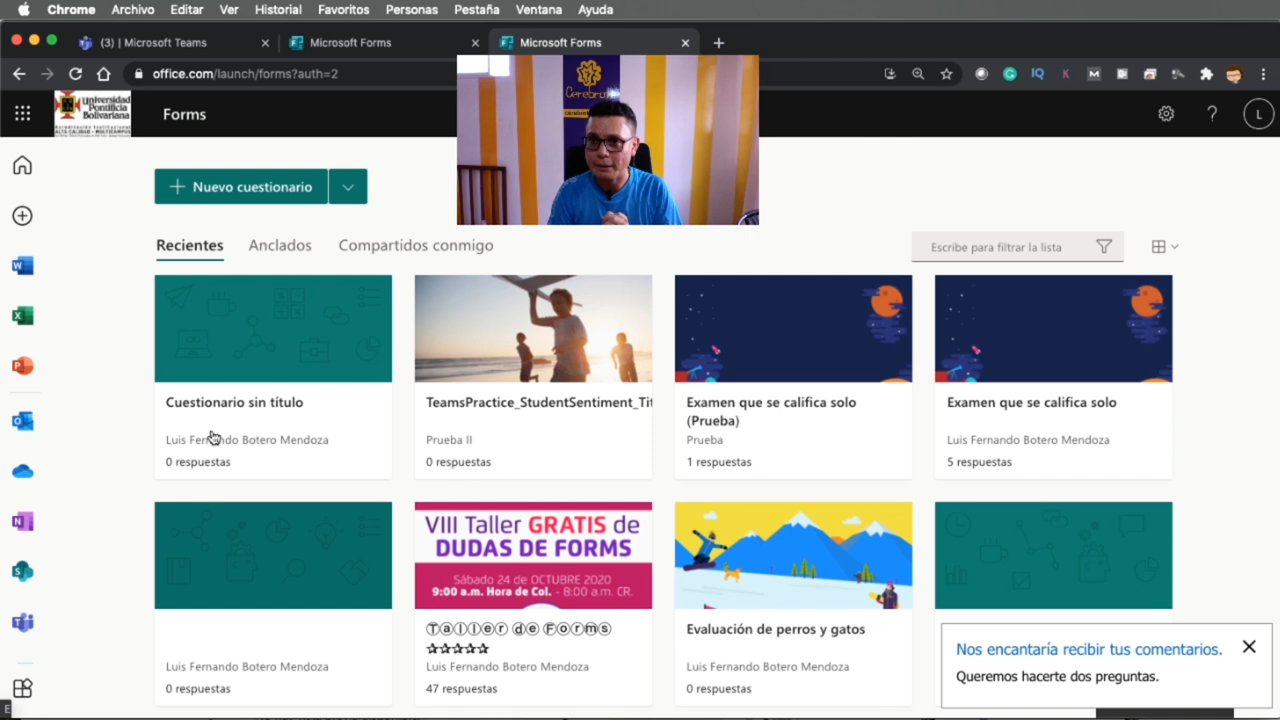 Chrome Archivo Editar Ver Historial Favoritos Personas Pestaña Ventana Ayuda
(3) | Microsoft Teams
Microsoft Forms
Microsoft Forms
office.com/launch/forms?auth=2
Universidad
Pontificia
Bolivariana
Forms
Cerebro
L
Nuevo cuestionario
Recientes Anclados Compartidos conmigo
Escribe para filtrar la lista
Cuestionario sin título
Luis Fernando Botero Mendoza
0 respuestas
TeamsPractice_StudentSentiment_Tit
Prueba II
0 respuestas
Examen que se califica solo
(Prueba)
Prueba
1 respuestas
Examen que se califica solo
Luis Fernando Botero Mendoza
5 respuestas
Luis Fernando Botero Mendoza
0 respuestas
VIII Taller GRATIS de
DUDAS DE FORMS
Sábado 24 de OCTUBRE 2020
9:00 a.m. Hora de Col. - 8:00 a.m. CR.
Ⓣⓐⓛⓛⓔⓡ ⓓⓔ Ⓕⓞⓡⓜⓢ
✰✰✰✰✰
Luis Fernando Botero Mendoza
47 respuestas
Evaluación de perros y gatos
Luis Fernando Botero Mendoza
0 respuestas
Nos encantaría recibir tus comentarios.
Queremos hacerte dos preguntas.